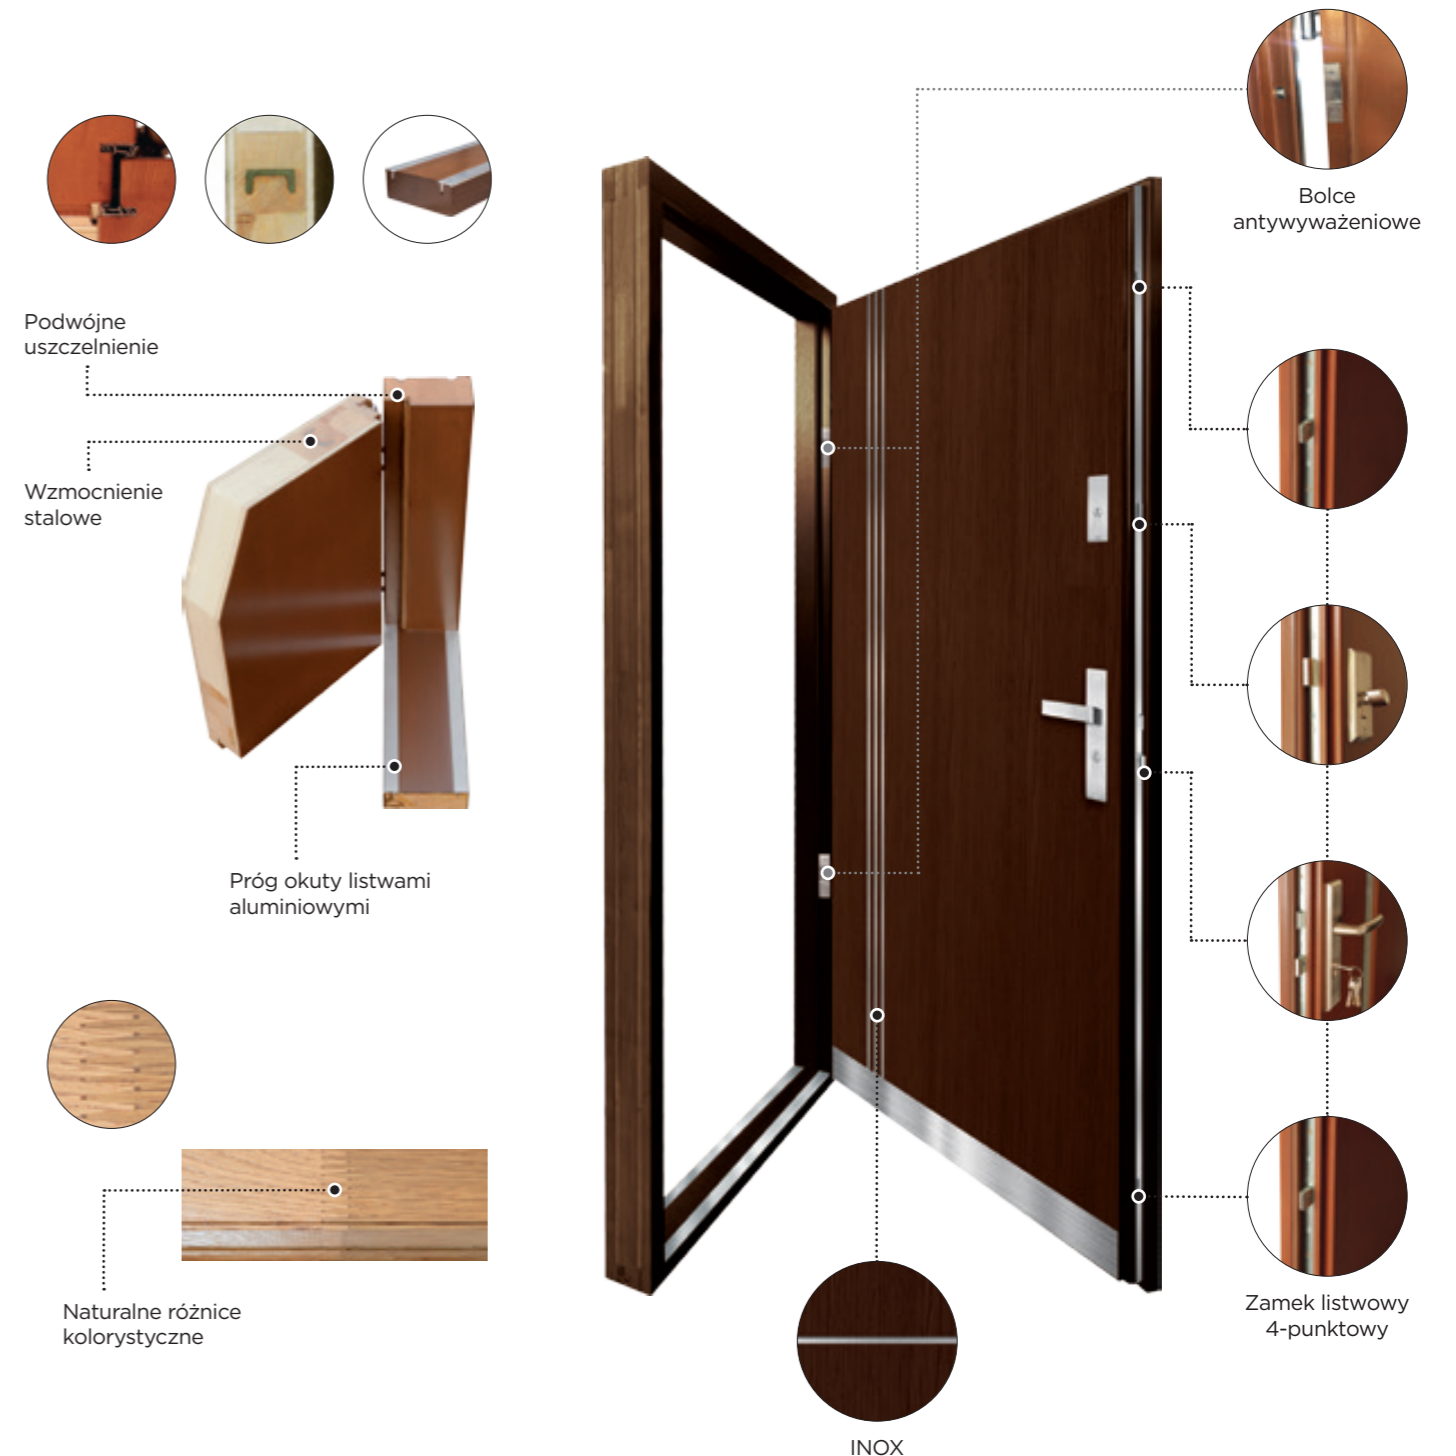 Bolce
antywyważeniowe
Podwójne
uszczelnienie
Wzmocnienie
stalowe
Próg okuty listwami
aluminiowymi
Naturalne różnice
kolorystyczne
Zamek listwowy
4-punktowy
INOX